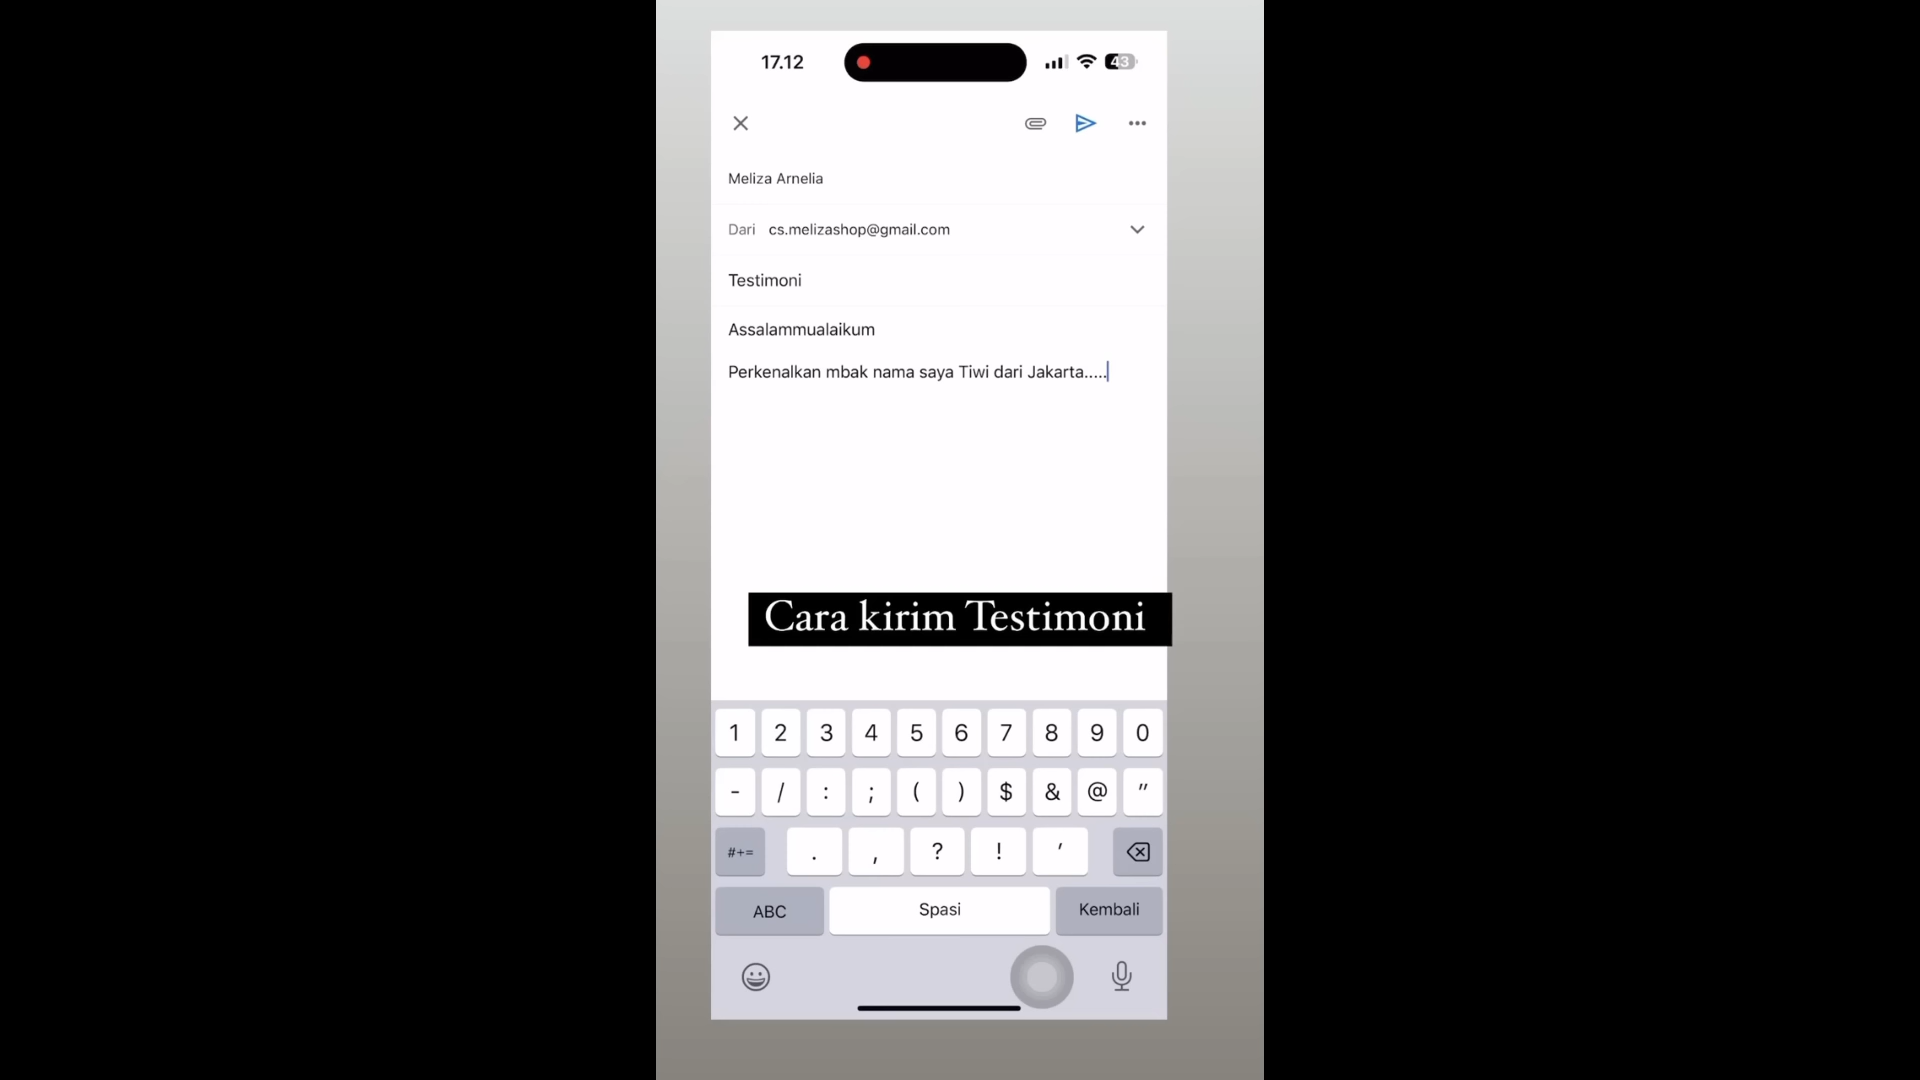 17.12
43
Meliza Arnelia
Dari cs.melizashop@gmail.com
Testimoni
Assalammualaikum
Perkenalkan mbak nama saya Tiwi dari Jakarta.....
Cara kirim Testimoni
1 2 3 4 5 6 7 8 9 0
- / : ; ( ) $ & @ "
#+= . , ? ! '
ABC Spasi Kembali